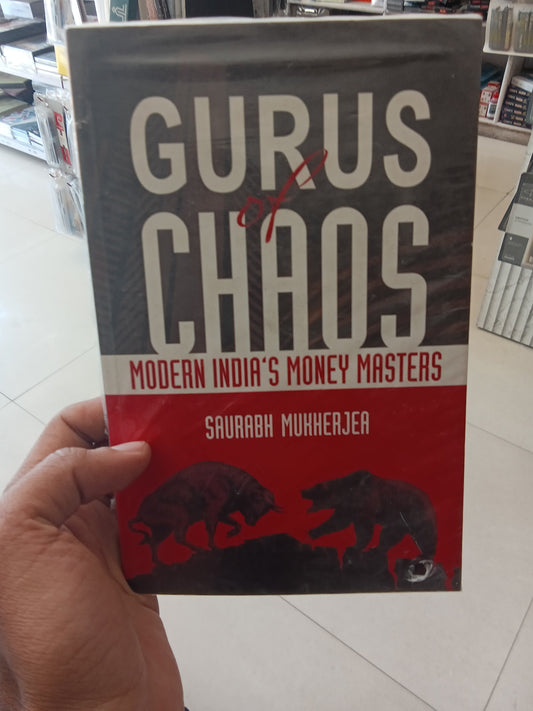 GURUS
of
CHAOS
MODERN INDIA'S MONEY MASTERS
SAURABH MUKHERJEA